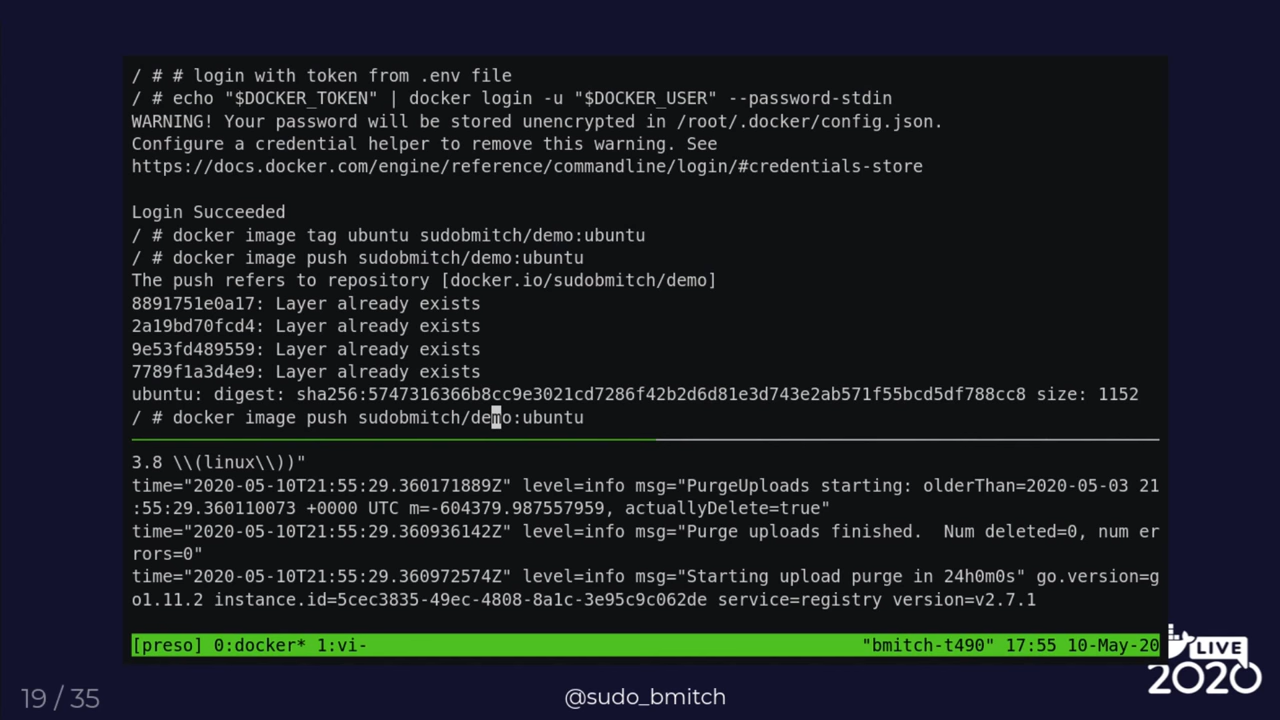 / # # login with token from .env file
/ # echo "$DOCKER_TOKEN" | docker login -u "$DOCKER_USER" --password-stdin
WARNING! Your password will be stored unencrypted in /root/.docker/config.json.
Configure a credential helper to remove this warning. See
https://docs.docker.com/engine/reference/commandline/login/#credentials-store
Login Succeeded
/ # docker image tag ubuntu sudobmitch/demo:ubuntu
/ # docker image push sudobmitch/demo:ubuntu
The push refers to repository [docker.io/sudobmitch/demo]
8891751e0a17: Layer already exists
2a19bd70fcd4: Layer already exists
9e53fd489559: Layer already exists
7789f1a3d4e9: Layer already exists
ubuntu: digest: sha256:5747316366b8cc9e3021cd7286f42b2d6d81e3d743e2ab571f55bcd5df788cc8 size: 1152
/ # docker image push sudobmitch/demo:ubuntu
3.8 \\(linux\\))"
time="2020-05-10T21:55:29.360171889Z" level=info msg="PurgeUploads starting: olderThan=2020-05-03 21
:55:29.360110073 +0000 UTC m=-604379.987557959, actuallyDelete=true"
time="2020-05-10T21:55:29.360936142Z" level=info msg="Purge uploads finished.  Num deleted=0, num er
rors=0"
time="2020-05-10T21:55:29.360972574Z" level=info msg="Starting upload purge in 24h0m0s" go.version=g
o1.11.2 instance.id=5cec3835-49ec-4808-8a1c-3e95c9c062de service=registry version=v2.7.1
[preso] 0:docker* 1:vi- "bmitch-t490" 17:55 10-May-20
LIVE
2020
19 / 35
@sudo_bmitch